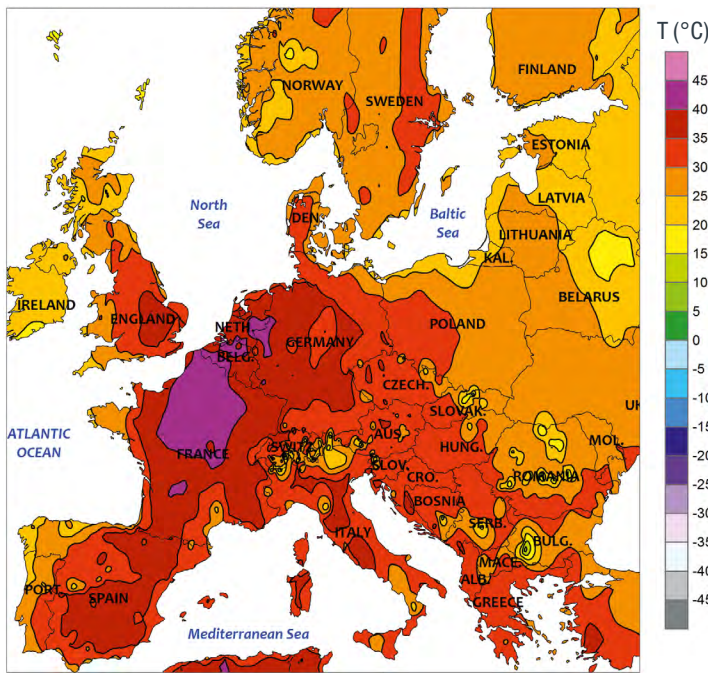 T (°C)
45
40
35
30
25
20
15
10
5
0
-5
-10
-15
-20
-25
-30
-35
-40
-45
NORWAY
SWEDEN
FINLAND
ESTONIA
LATVIA
LITHUANIA
KAL.
BELARUS
North
Sea
Baltic
Sea
DEN.
IRELAND
ENGLAND
NETH.
BELG.
GERMANY
POLAND
CZECH.
SLOVAK.
UK
ATLANTIC
OCEAN
FRANCE
SWITZ.
AUS.
HUNG.
MOL.
SLOV.
CRO.
ROMANIA
BOSNIA
ITALY
SERB.
BULG.
PORT.
SPAIN
MACE.
ALB.
GREECE
Mediterranean Sea